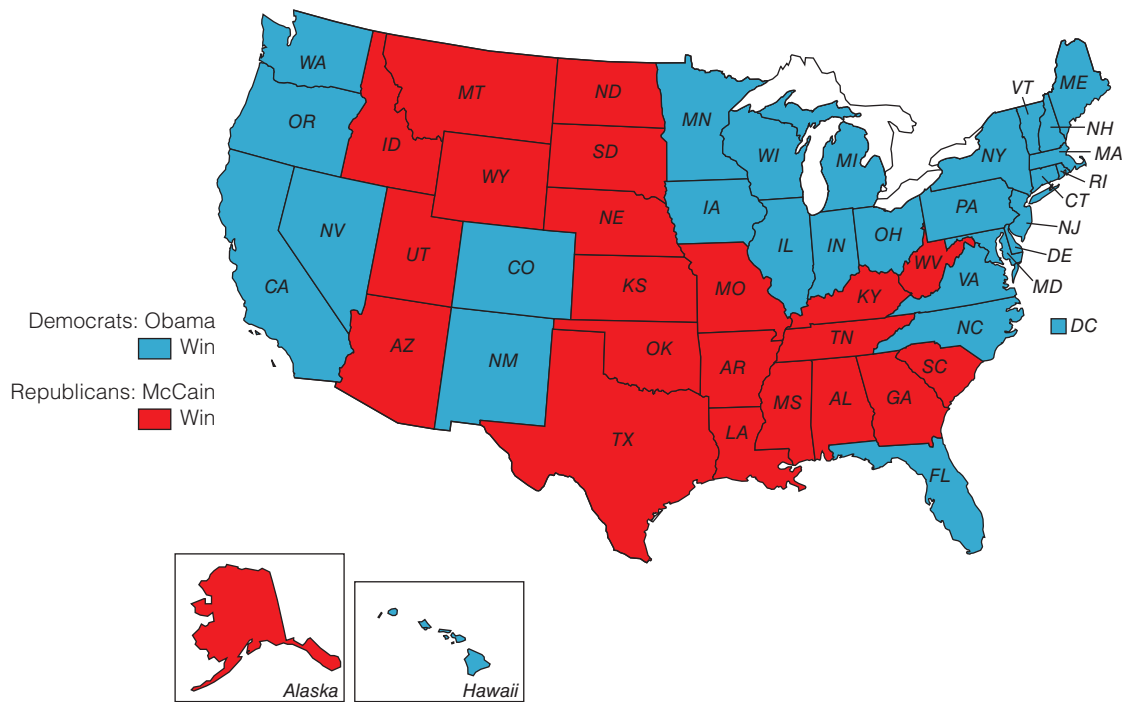 WA
MT
ND
MN
VT
ME
OR
ID
SD
WI
MI
NY
NH
MA
WY
RI
CT
IA
NE
PA
NJ
NV
UT
CO
IL
IN
OH
DE
WV
MD
VA
CA
KS
MO
KY
NC
DC
Democrats: Obama
Win
AZ
NM
OK
AR
TN
SC
Republicans: McCain
Win
MS
AL
GA
TX
LA
FL
Alaska
Hawaii